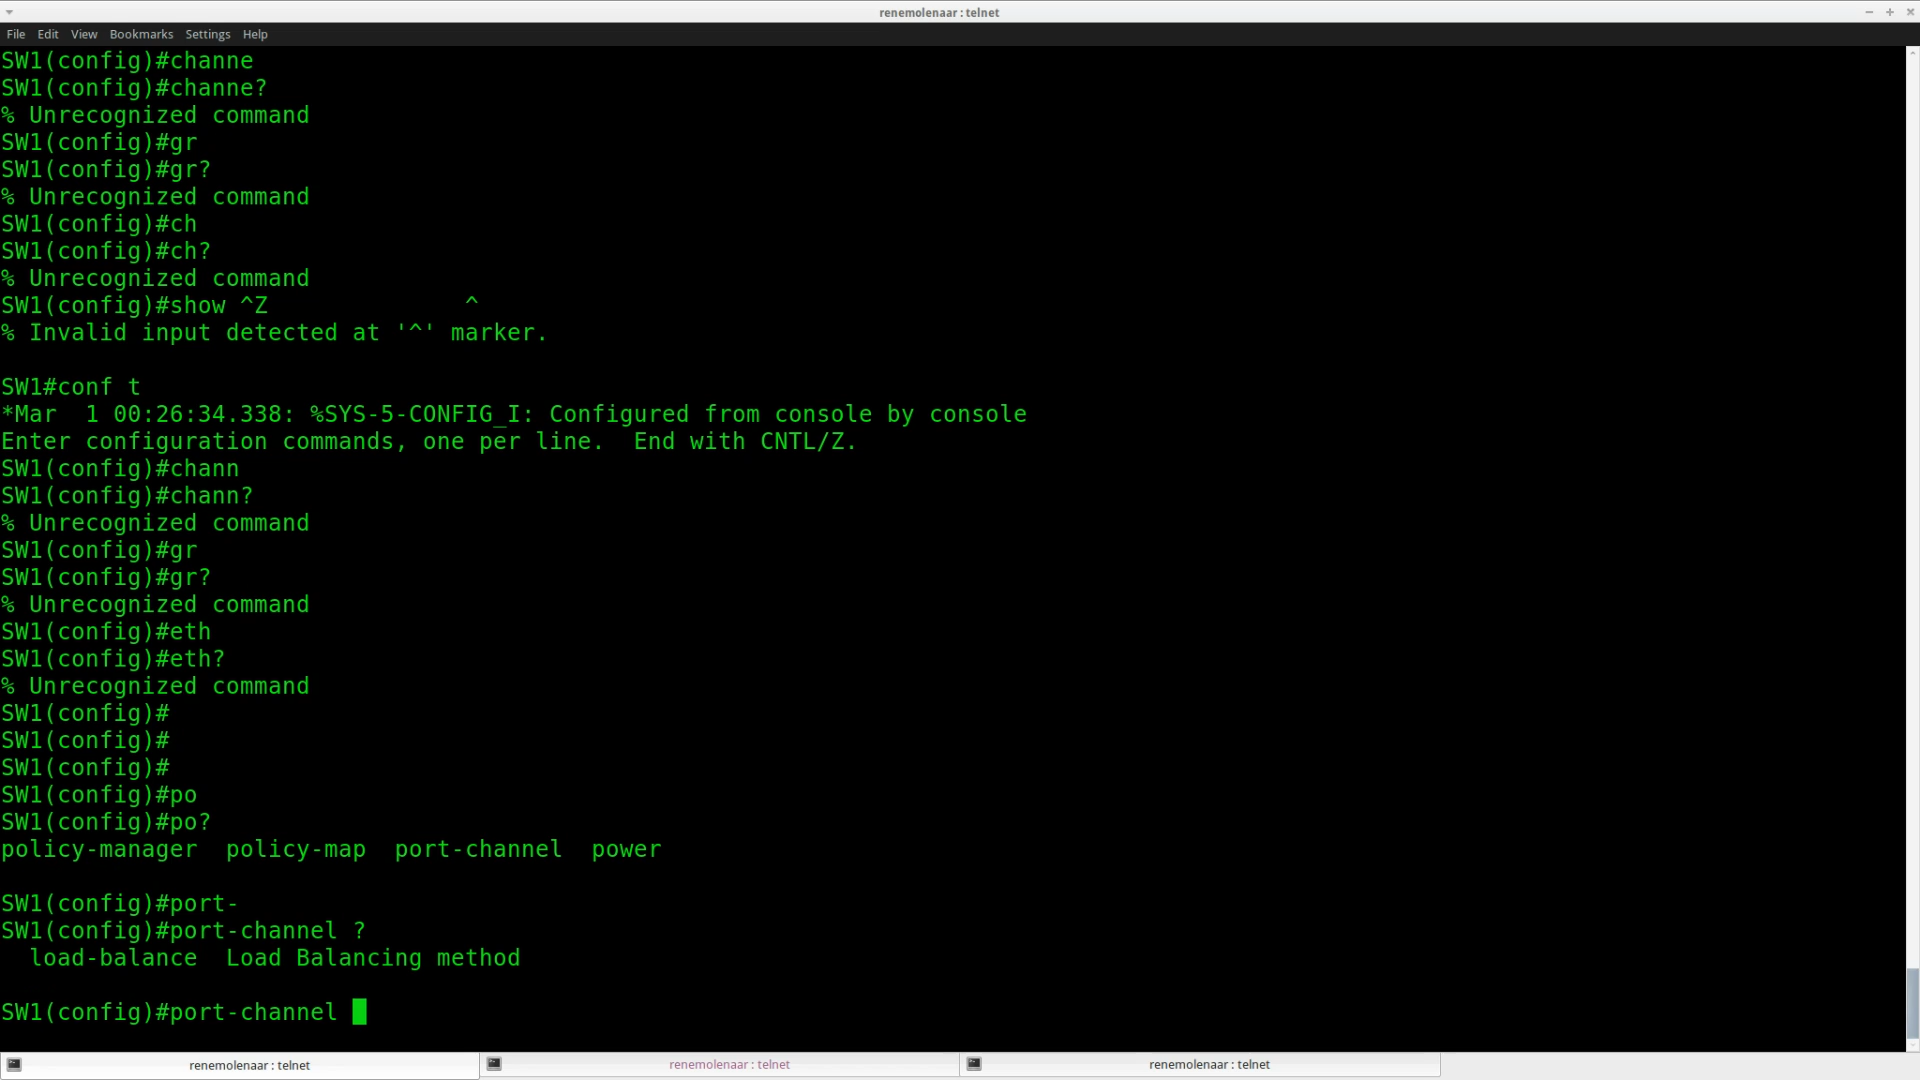 renemolenaar : telnet
File Edit View Bookmarks Settings Help
SW1(config)#channe
SW1(config)#channe?
% Unrecognized command
SW1(config)#gr
SW1(config)#gr?
% Unrecognized command
SW1(config)#ch
SW1(config)#ch?
% Unrecognized command
SW1(config)#show ^Z              ^
% Invalid input detected at '^' marker.
SW1#conf t
*Mar  1 00:26:34.338: %SYS-5-CONFIG_I: Configured from console by console
Enter configuration commands, one per line.  End with CNTL/Z.
SW1(config)#chann
SW1(config)#chann?
% Unrecognized command
SW1(config)#gr
SW1(config)#gr?
% Unrecognized command
SW1(config)#eth
SW1(config)#eth?
% Unrecognized command
SW1(config)#
SW1(config)#
SW1(config)#
SW1(config)#po
SW1(config)#po?
policy-manager  policy-map  port-channel  power
SW1(config)#port-
SW1(config)#port-channel ?
  load-balance  Load Balancing method
SW1(config)#port-channel
renemolenaar : telnet renemolenaar : telnet renemolenaar : telnet